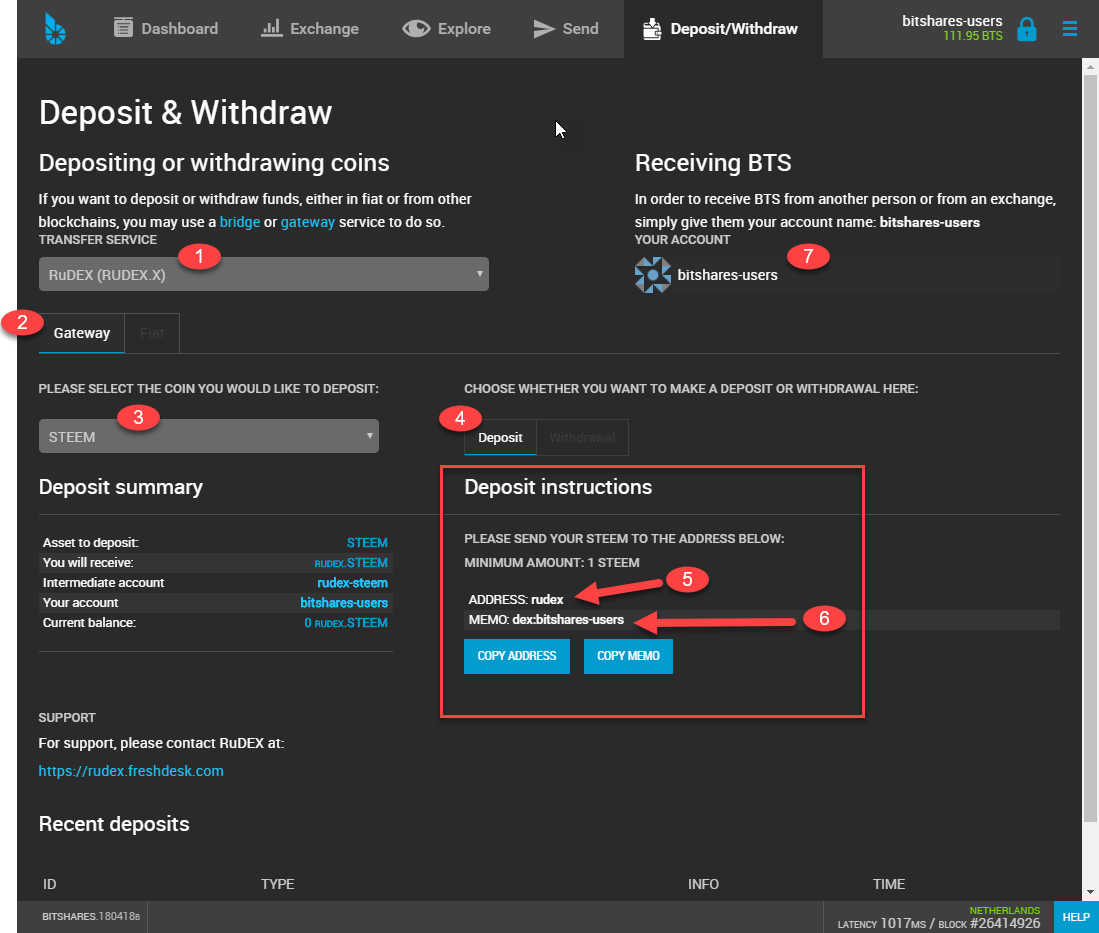 Dashboard
Exchange
Explore
Send
Deposit/Withdraw
bitshares-users
111.95 BTS
Deposit & Withdraw
Depositing or withdrawing coins
If you want to deposit or withdraw funds, either in fiat or from other
blockchains, you may use a bridge or gateway service to do so.
TRANSFER SERVICE
1
RuDEX (RUDEX.X)
Receiving BTS
In order to receive BTS from another person or from an exchange,
simply give them your account name: bitshares-users
YOUR ACCOUNT
7
bitshares-users
2
Gateway
Fiat
PLEASE SELECT THE COIN YOU WOULD LIKE TO DEPOSIT:
3
STEEM
CHOOSE WHETHER YOU WANT TO MAKE A DEPOSIT OR WITHDRAWAL HERE:
4
Deposit
Withdrawal
Deposit summary
Asset to deposit: STEEM
You will receive: RUDEX.STEEM
Intermediate account rudex-steem
Your account bitshares-users
Current balance: 0 RUDEX.STEEM
Deposit instructions
PLEASE SEND YOUR STEEM TO THE ADDRESS BELOW:
MINIMUM AMOUNT: 1 STEEM
5
ADDRESS: rudex
6
MEMO: dex:bitshares-users
COPY ADDRESS
COPY MEMO
SUPPORT
For support, please contact RuDEX at:
https://rudex.freshdesk.com
Recent deposits
ID TYPE INFO TIME
BITSHARES.180418B
NETHERLANDS
LATENCY 1017MS / BLOCK #26414926
HELP